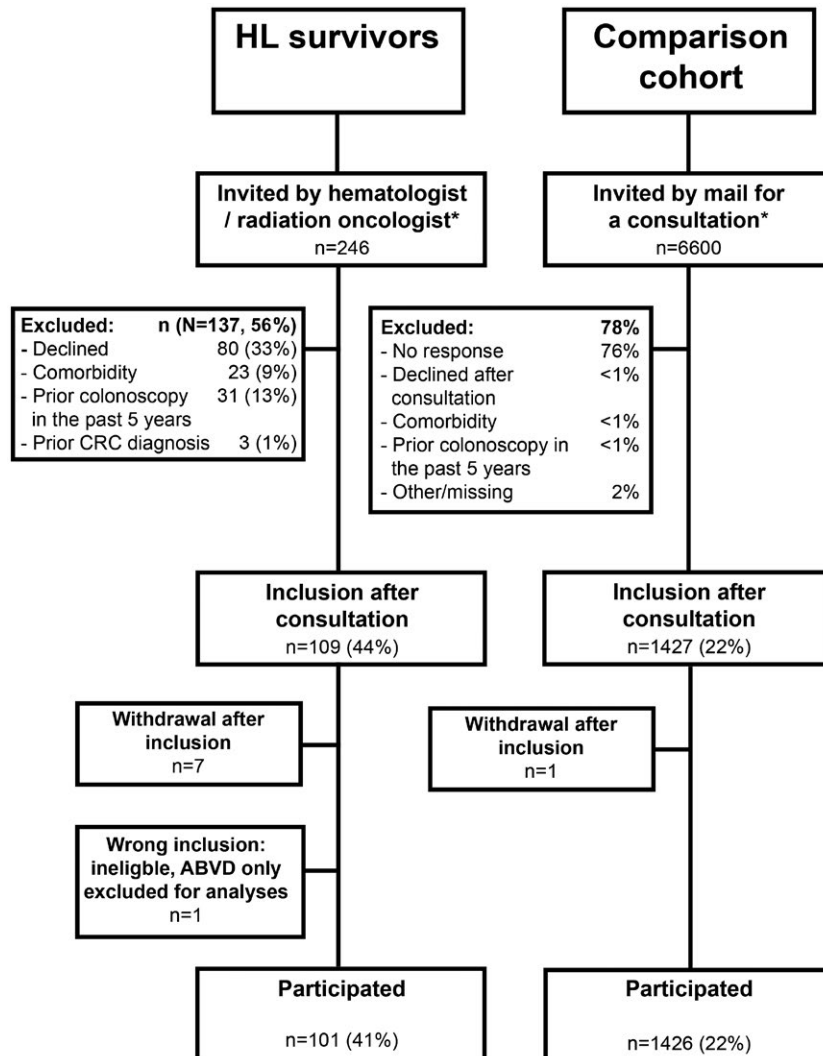 HL survivors
Comparison
cohort
Invited by hematologist
/ radiation oncologist*
n=246
Invited by mail for
a consultation*
n=6600
Excluded: n (N=137, 56%)
- Declined 80 (33%)
- Comorbidity 23 (9%)
- Prior colonoscopy 31 (13%)
in the past 5 years
- Prior CRC diagnosis 3 (1%)
Excluded: 78%
- No response 76%
- Declined after <1%
consultation
- Comorbidity <1%
- Prior colonoscopy in <1%
the past 5 years
- Other/missing 2%
Inclusion after
consultation
n=109 (44%)
Inclusion after
consultation
n=1427 (22%)
Withdrawal after
inclusion
n=7
Withdrawal after
inclusion
n=1
Wrong inclusion:
ineligble, ABVD only
excluded for analyses
n=1
Participated
n=101 (41%)
Participated
n=1426 (22%)